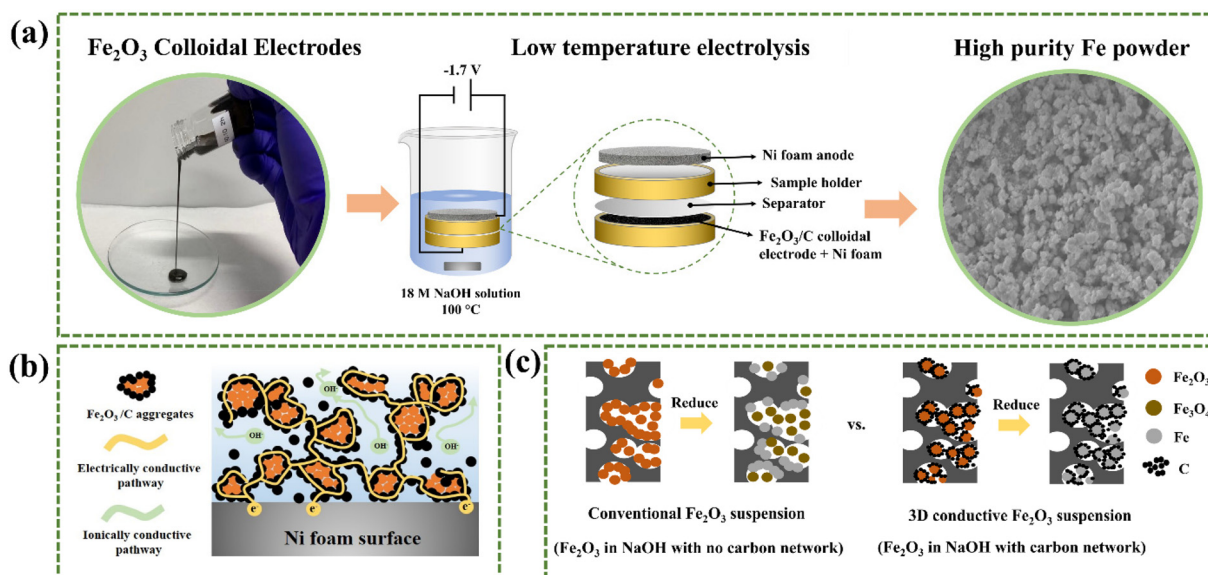 (a)
Fe₂O₃ Colloidal Electrodes
Low temperature electrolysis
High purity Fe powder
-1.7 V
18 M NaOH solution
100 °C
Ni foam anode
Sample holder
Separator
Fe₂O₃/C colloidal
electrode + Ni foam
(b)
Fe₂O₃ /C aggregates
Electrically conductive
pathway
Ionically conductive
pathway
OH⁻
OH⁻
OH⁻
OH⁻
e⁻
e⁻
e⁻
Ni foam surface
(c)
Reduce
vs.
Reduce
Fe₂O₃
Fe₃O₄
Fe
C
Conventional Fe₂O₃ suspension
(Fe₂O₃ in NaOH with no carbon network)
3D conductive Fe₂O₃ suspension
(Fe₂O₃ in NaOH with carbon network)